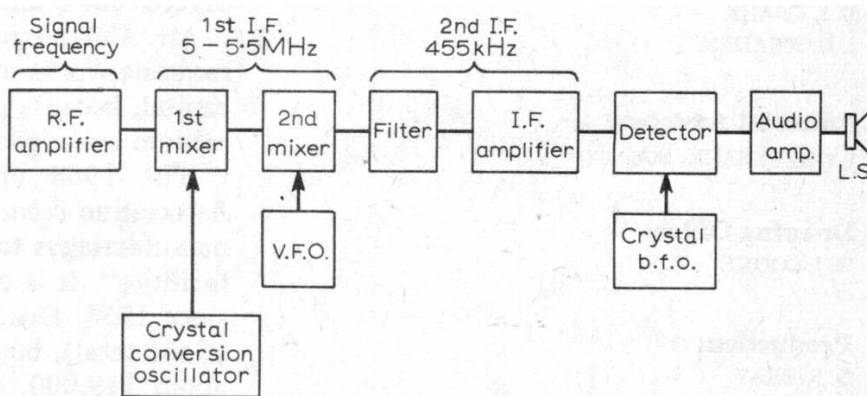 Signal
frequency
1st I.F.
5 - 5·5MHz
2nd I.F.
455kHz
R.F.
amplifier
1st
mixer
2nd
mixer
Filter
I.F.
amplifier
Detector
Audio
amp.
L.S
V.F.O.
Crystal
b.f.o.
Crystal
conversion
oscillator